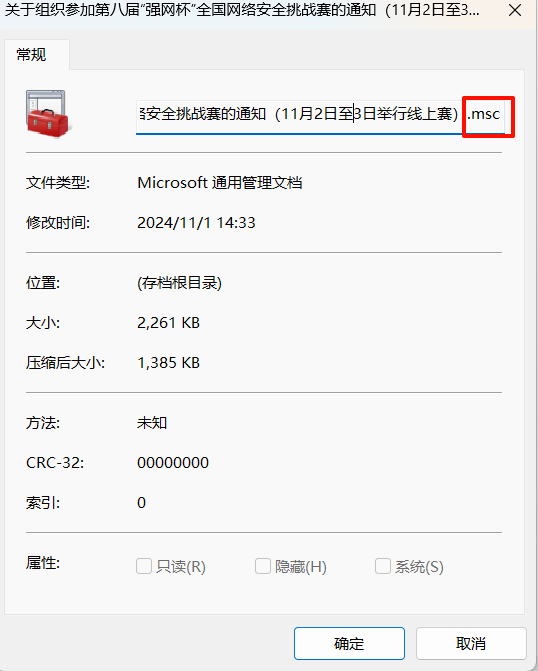 关于组织参加第八届“强网杯”全国网络安全挑战赛的通知（11月2日至3...
常规
络安全挑战赛的通知（11月2日至3日举行线上赛）.msc
文件类型: Microsoft 通用管理文档
修改时间: 2024/11/1 14:33
位置: (存档根目录)
大小: 2,261 KB
压缩后大小: 1,385 KB
方法: 未知
CRC-32: 00000000
索引: 0
属性: 只读(R) 隐藏(H) 系统(S)
确定 取消